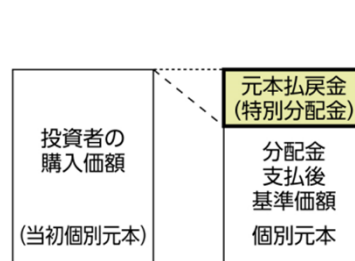 投資者の
購入価額
(当初個別元本)
元本払戻金
(特別分配金)
分配金
支払後
基準価額
個別元本